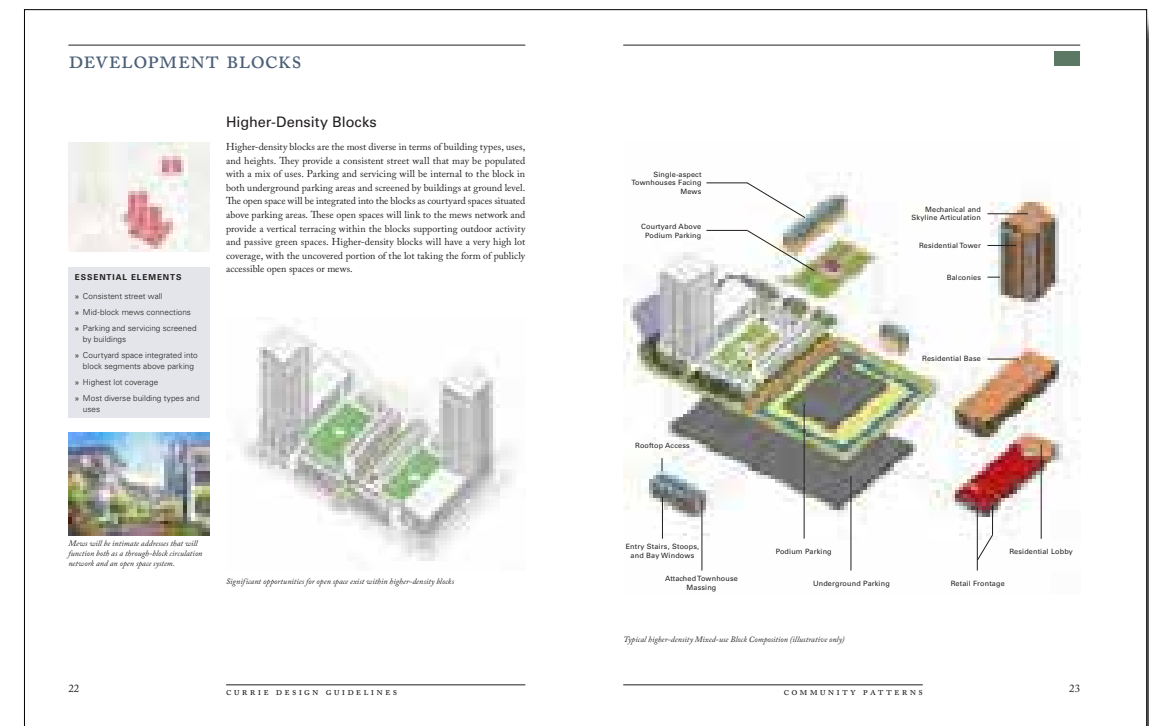 DEVELOPMENT BLOCKS
Higher-Density Blocks
Higher-density blocks are the most diverse in terms of building types, uses,
and heights. They provide a consistent street wall that may be populated
with a mix of uses. Parking and servicing will be internal to the block in
both underground parking areas and screened by buildings at ground level.
The open space will be integrated into the blocks as courtyard spaces situated
above parking areas. These open spaces will link to the mews network and
provide a vertical terracing within the blocks supporting outdoor activity
and passive green spaces. Higher-density blocks will have a very high lot
coverage, with the uncovered portion of the lot taking the form of publicly
accessible open spaces or mews.
ESSENTIAL ELEMENTS
» Consistent street wall
» Mid-block mews connections
» Parking and servicing screened
by buildings
» Courtyard space integrated into
block segments above parking
» Highest lot coverage
» Most diverse building types and
uses
Mews will be intimate addresses that will
function both as a through-block circulation
network and an open space system.
Significant opportunities for open space exist within higher-density blocks
22
CURRIE DESIGN GUIDELINES
Single-aspect
Townhouses Facing
Mews
Courtyard Above
Podium Parking
Mechanical and
Skyline Articulation
Residential Tower
Balconies
Residential Base
Rooftop Access
Entry Stairs, Stoops,
and Bay Windows
Attached Townhouse
Massing
Podium Parking
Underground Parking
Residential Lobby
Retail Frontage
Typical higher-density Mixed-use Block Composition (illustrative only)
COMMUNITY PATTERNS
23